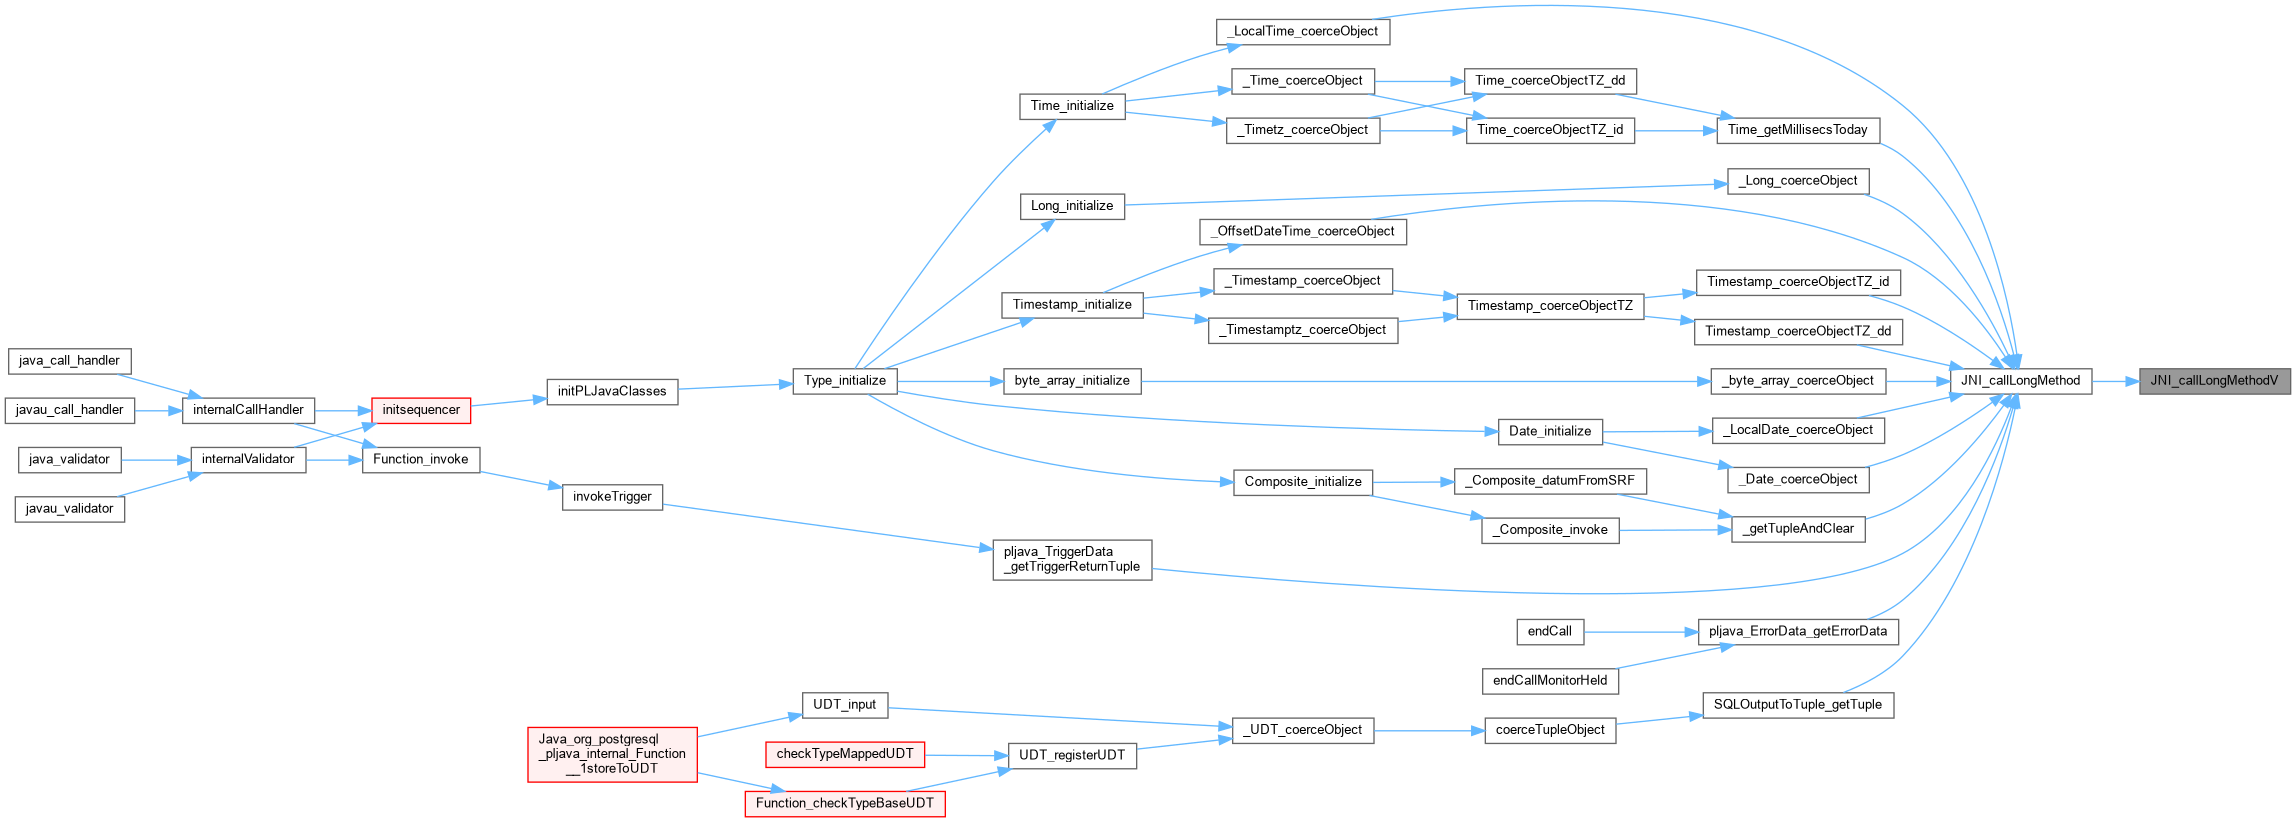 _LocalTime_coerceObject
_Time_coerceObject
Time_coerceObjectTZ_dd
Time_initialize
_Timetz_coerceObject
Time_coerceObjectTZ_id
Time_getMillisecsToday
_Long_coerceObject
Long_initialize
_OffsetDateTime_coerceObject
_Timestamp_coerceObject
Timestamp_coerceObjectTZ_id
Timestamp_initialize
Timestamp_coerceObjectTZ
_Timestamptz_coerceObject
Timestamp_coerceObjectTZ_dd
java_call_handler
Type_initialize
byte_array_initialize
_byte_array_coerceObject
JNI_callLongMethod
JNI_callLongMethodV
initPLJavaClasses
javau_call_handler
internalCallHandler
initsequencer
Date_initialize
_LocalDate_coerceObject
java_validator
internalValidator
Function_invoke
_Date_coerceObject
Composite_initialize
_Composite_datumFromSRF
invokeTrigger
javau_validator
_Composite_invoke
_getTupleAndClear
pljava_TriggerData
_getTriggerReturnTuple
endCall
pljava_ErrorData_getErrorData
endCallMonitorHeld
UDT_input
SQLOutputToTuple_getTuple
_UDT_coerceObject
coerceTupleObject
Java_org_postgresql
_pljava_internal_Function
__1storeToUDT
checkTypeMappedUDT
UDT_registerUDT
Function_checkTypeBaseUDT